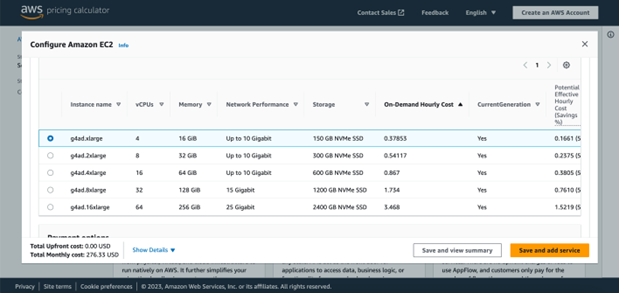 aws pricing calculator Contact Sales Feedback English Create an AWS Account
Configure Amazon EC2 Info
1
Potential
Effective
Hourly
Cost
(Savings
%)
Instance name vCPUs Memory Network Performance Storage On-Demand Hourly Cost CurrentGeneration
g4ad.xlarge 4 16 GiB Up to 10 Gigabit 150 GB NVMe SSD 0.37853 Yes 0.1661 (5
g4ad.2xlarge 8 32 GiB Up to 10 Gigabit 300 GB NVMe SSD 0.54117 Yes 0.2375 (5
g4ad.4xlarge 16 64 GiB Up to 10 Gigabit 600 GB NVMe SSD 0.867 Yes 0.3805 (5
g4ad.8xlarge 32 128 GiB 15 Gigabit 1200 GB NVMe SSD 1.734 Yes 0.7610 (5
g4ad.16xlarge 64 256 GiB 25 Gigabit 2400 GB NVMe SSD 3.468 Yes 1.5219 (5
Payment options
Total Upfront cost: 0.00 USD
Total Monthly cost: 276.33 USD
Show Details
Save and view summary
Save and add service
run natively on AWS. It further simplifies your applications to access data, business logic, or use AppFlow, and customers only pay for the
Privacy | Site terms | Cookie preferences | © 2023, Amazon Web Services, Inc. or its affiliates. All rights reserved.